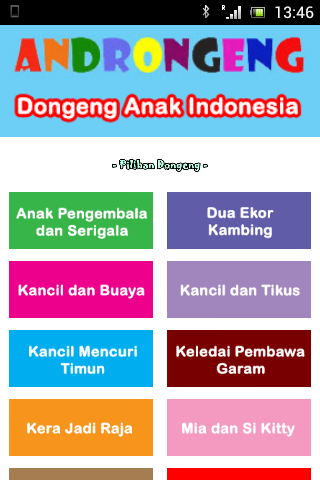 R 13:46
ANDRONGENG
Dongeng Anak Indonesia
- Pilihan Dongeng -
Anak Pengembala
dan Serigala
Dua Ekor
Kambing
Kancil dan Buaya
Kancil dan Tikus
Kancil Mencuri
Timun
Keledai Pembawa
Garam
Kera Jadi Raja
Mia dan Si Kitty